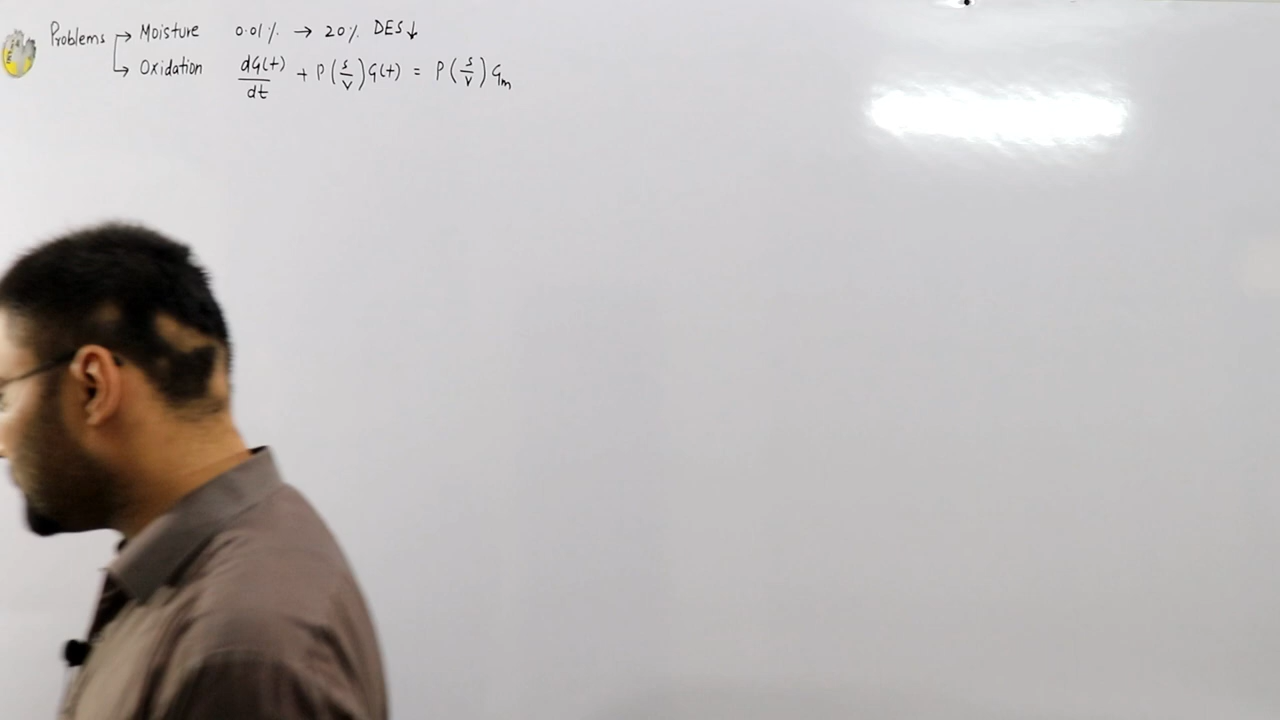 Problems → Moisture 0.01% → 20% DES↓
→ Oxidation dG(t)/dt + P(S/V)G(t) = P(S/V)Gm